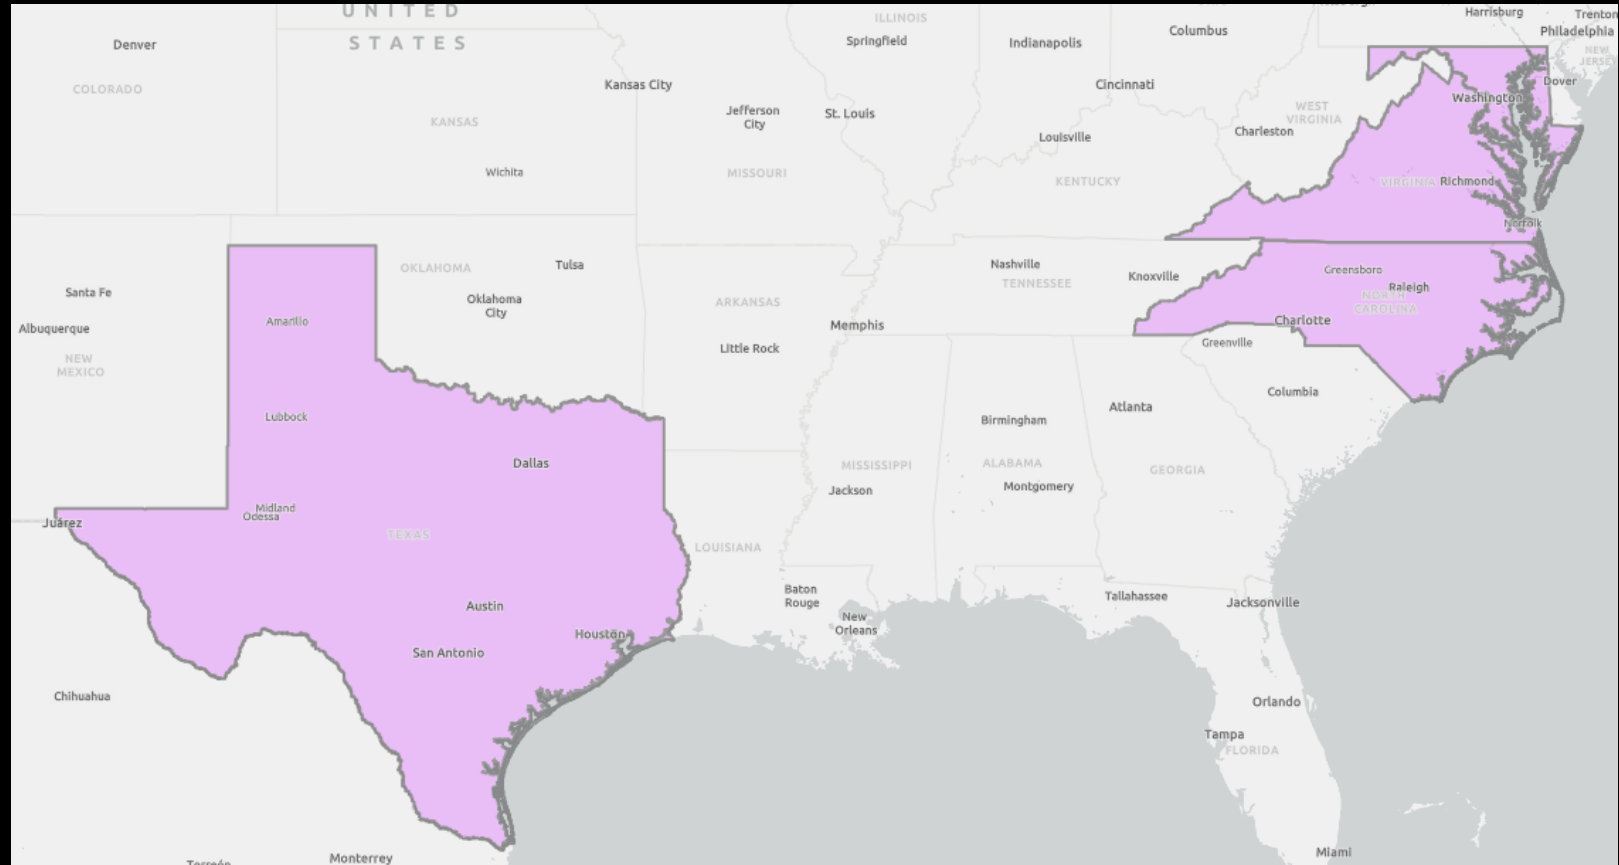 UNITED
STATES
Denver
COLORADO
KANSAS
Wichita
Kansas City
Jefferson
City
MISSOURI
St. Louis
ILLINOIS
Springfield
Indianapolis
Columbus
Cincinnati
Louisville
KENTUCKY
Charleston
WEST
VIRGINIA
Harrisburg
Trenton
Philadelphia
NEW
Dover
Washington
VIRGINIA
Richmond
Norfolk
Santa Fe
Albuquerque
NEW
MEXICO
Amarillo
Lubbock
OKLAHOMA
Tulsa
Oklahoma
City
ARKANSAS
Little Rock
Memphis
Nashville
TENNESSEE
Knoxville
Greensboro
Raleigh
NORTH
CAROLINA
Charlotte
Greenville
Columbia
Atlanta
Birmingham
ALABAMA
Montgomery
GEORGIA
MISSISSIPPI
Jackson
Dallas
Midland
Odessa
Juárez
TEXAS
LOUISIANA
Baton
Rouge
New
Orleans
Austin
Houston
San Antonio
Tallahassee
Jacksonville
Chihuahua
Orlando
Tampa
FLORIDA
Miami
Monterrey